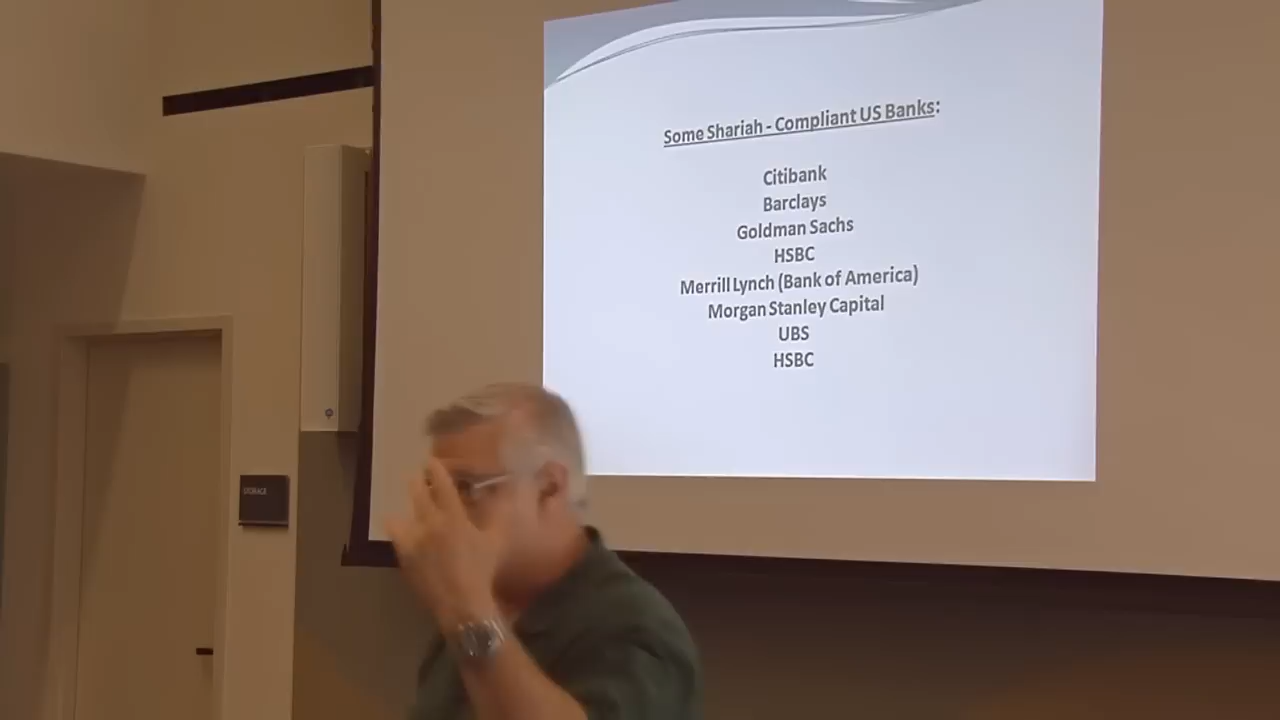 Some Shariah - Compliant US Banks:
Citibank
Barclays
Goldman Sachs
HSBC
Merrill Lynch (Bank of America)
Morgan Stanley Capital
UBS
HSBC
STORAGE